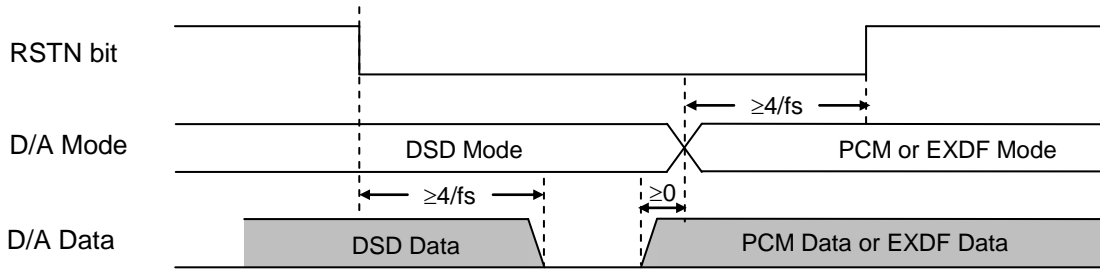 RSTN bit
≥4/fs
D/A Mode
DSD Mode
PCM or EXDF Mode
≥4/fs
≥0
D/A Data
DSD Data
PCM Data or EXDF Data